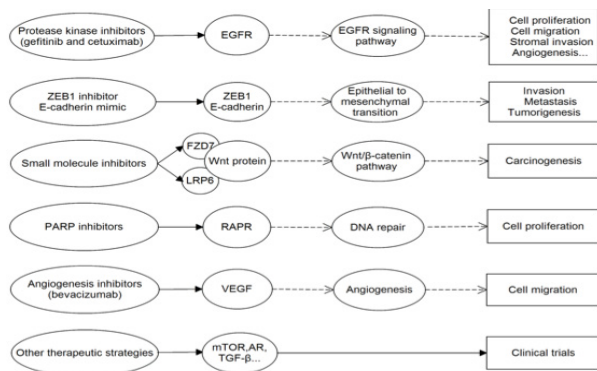 Protease kinase inhibitors
(gefitinib and cetuximab)
EGFR
EGFR signaling
pathway
Cell proliferation
Cell migration
Stromal invasion
Angiogenesis...
ZEB1 inhibitor
E-cadherin mimic
ZEB1
E-cadherin
Epithelial to
mesenchymal
transition
Invasion
Metastasis
Tumorigenesis
Small molecule inhibitors
FZD7
LRP6
Wnt protein
Wnt/β-catenin
pathway
Carcinogenesis
PARP inhibitors
RAPR
DNA repair
Cell proliferation
Angiogenesis inhibitors
(bevacizumab)
VEGF
Angiogenesis
Cell migration
Other therapeutic strategies
mTOR,AR,
TGF-β...
Clinical trials